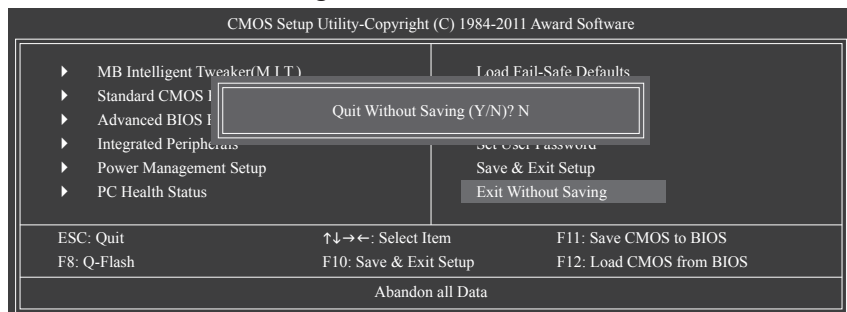 CMOS Setup Utility-Copyright (C) 1984-2011 Award Software
MB Intelligent Tweaker(M.I.T.)
Standard CMOS
Advanced BIOS
Integrated Peripherals
Power Management Setup
PC Health Status
Load Fail-Safe Defaults
Set User Password
Save & Exit Setup
Exit Without Saving
Quit Without Saving (Y/N)? N
ESC: Quit
↑↓→←: Select Item
F11: Save CMOS to BIOS
F8: Q-Flash
F10: Save & Exit Setup
F12: Load CMOS from BIOS
Abandon all Data